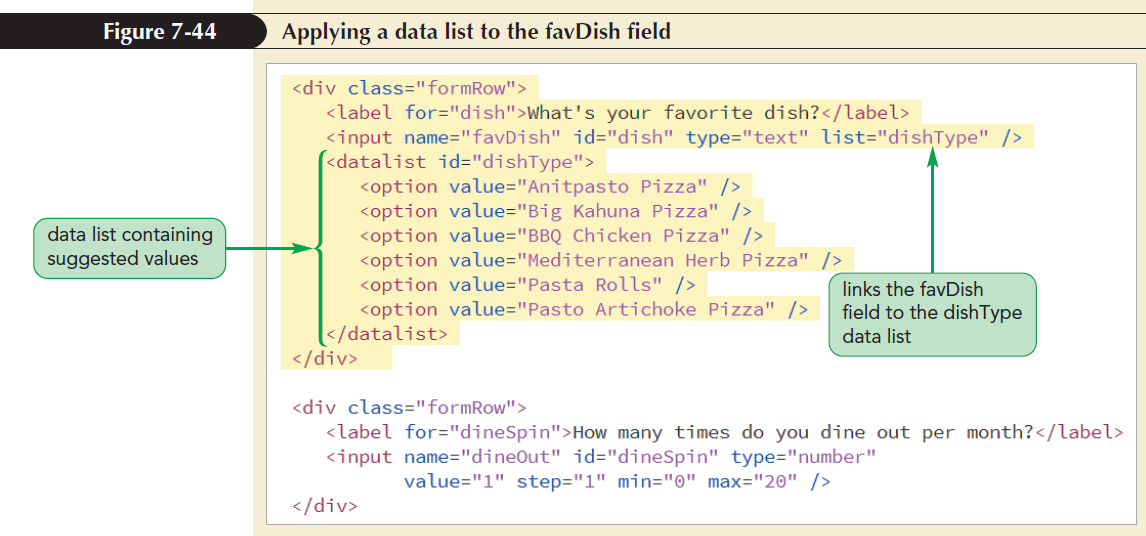 Figure 7-44 Applying a data list to the favDish field
<div class="formRow">
<label for="dish">What's your favorite dish?</label>
<input name="favDish" id="dish" type="text" list="dishType" />
<datalist id="dishType">
<option value="Anitpasto Pizza" />
<option value="Big Kahuna Pizza" />
<option value="BBQ Chicken Pizza" />
<option value="Mediterranean Herb Pizza" />
<option value="Pasta Rolls" />
<option value="Pasto Artichoke Pizza" />
</datalist>
</div>
data list containing
suggested values
links the favDish
field to the dishType
data list
<div class="formRow">
<label for="dineSpin">How many times do you dine out per month?</label>
<input name="dineOut" id="dineSpin" type="number"
value="1" step="1" min="0" max="20" />
</div>